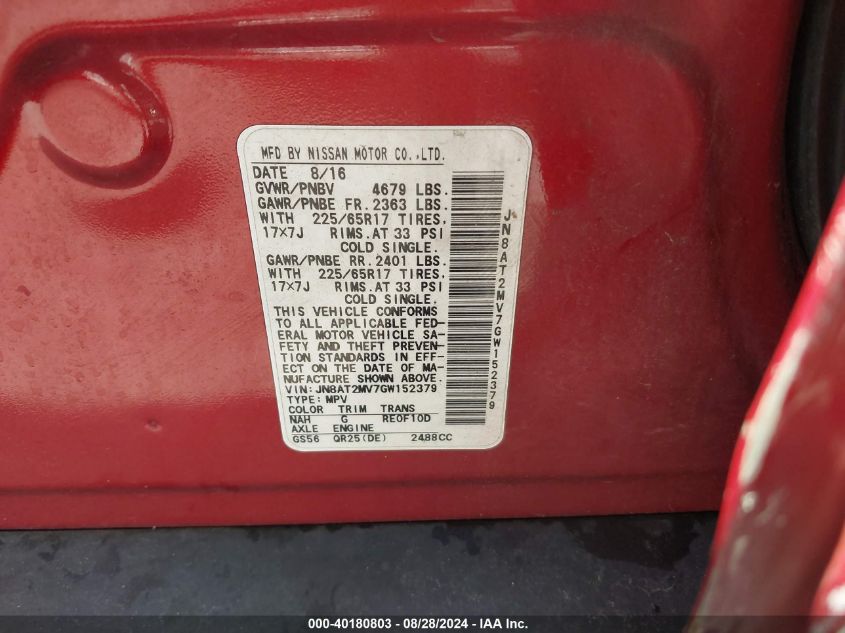 MFD BY NISSAN MOTOR CO.,LTD.
DATE 8/16
GVWR/PNBV 4679 LBS.
GAWR/PNBE FR. 2363 LBS.
WITH 225/65R17 TIRES.
17×7J RIMS.AT 33 PSI
COLD SINGLE.
GAWR/PNBE RR. 2401 LBS.
WITH 225/65R17 TIRES.
17×7J RIMS.AT 33 PSI
COLD SINGLE.
THIS VEHICLE CONFORMS
TO ALL APPLICABLE FED-
ERAL MOTOR VEHICLE SA-
FETY AND THEFT PREVEN-
TION STANDARDS IN EFF-
ECT ON THE DATE OF MA-
NUFACTURE SHOWN ABOVE.
VIN:JN8AT2MV7GW152379
TYPE: MPV
COLOR TRIM TRANS
NAH G RE0F10D
AXLE ENGINE
GS56 QR25(DE) 2488CC
JN8AT2MV7GW152379
000-40180803 - 08/28/2024 - IAA Inc.